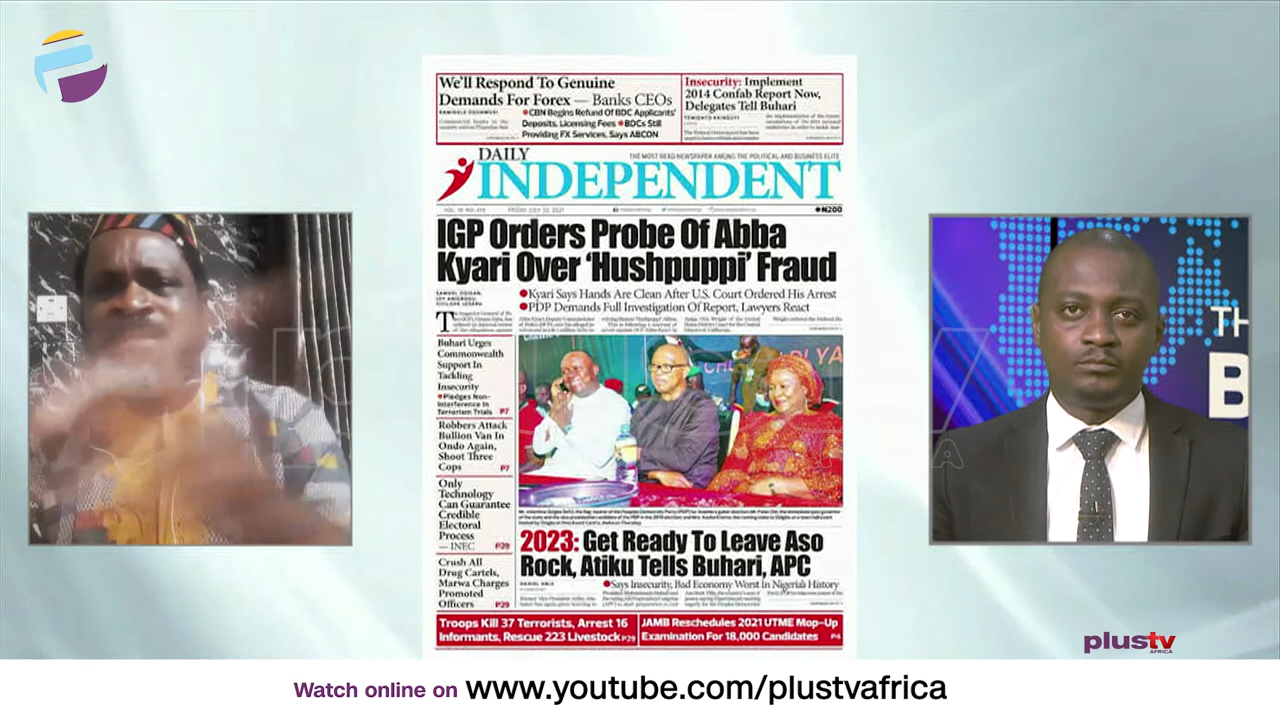 We'll Respond To Genuine
Demands For Forex — Banks CEOs
●CBN Begins Refund Of BDC Applicants'
Deposits, Licensing Fees ●BDCs Still
Providing FX Services, Says ABCON
Insecurity: Implement
2014 Confab Report Now,
Delegates Tell Buhari
DAILY
THE MOST READ NEWSPAPER AMONG THE POLITICAL AND BUSINESS ELITE
INDEPENDENT
FRIDAY JULY 30, 2021
N200
IGP Orders Probe Of Abba
Kyari Over 'Hushpuppi' Fraud
●Kyari Says Hands Are Clean After U.S. Court Ordered His Arrest
●PDP Demands Full Investigation Of Report, Lawyers React
Buhari Urges
Commonwealth
Support In
Tackling
Insecurity
●Pledges Non-
Interference In
Terrorism Trials P7
Robbers Attack
Bullion Van In
Ondo Again,
Shoot Three
Cops P7
Only
Technology
Can Guarantee
Credible
Electoral
Process
— INEC P29
Crush All
Drug Cartels,
Marwa Charges
Promoted
Officers P29
2023: Get Ready To Leave Aso
Rock, Atiku Tells Buhari, APC
●Says Insecurity, Bad Economy Worst In Nigeria's History
Troops Kill 37 Terrorists, Arrest 16
Informants, Rescue 223 Livestock P29
JAMB Reschedules 2021 UTME Mop-Up
Examination For 18,000 Candidates P4
TH
B
plustv
AFRICA
Watch online on www.youtube.com/plustvafrica